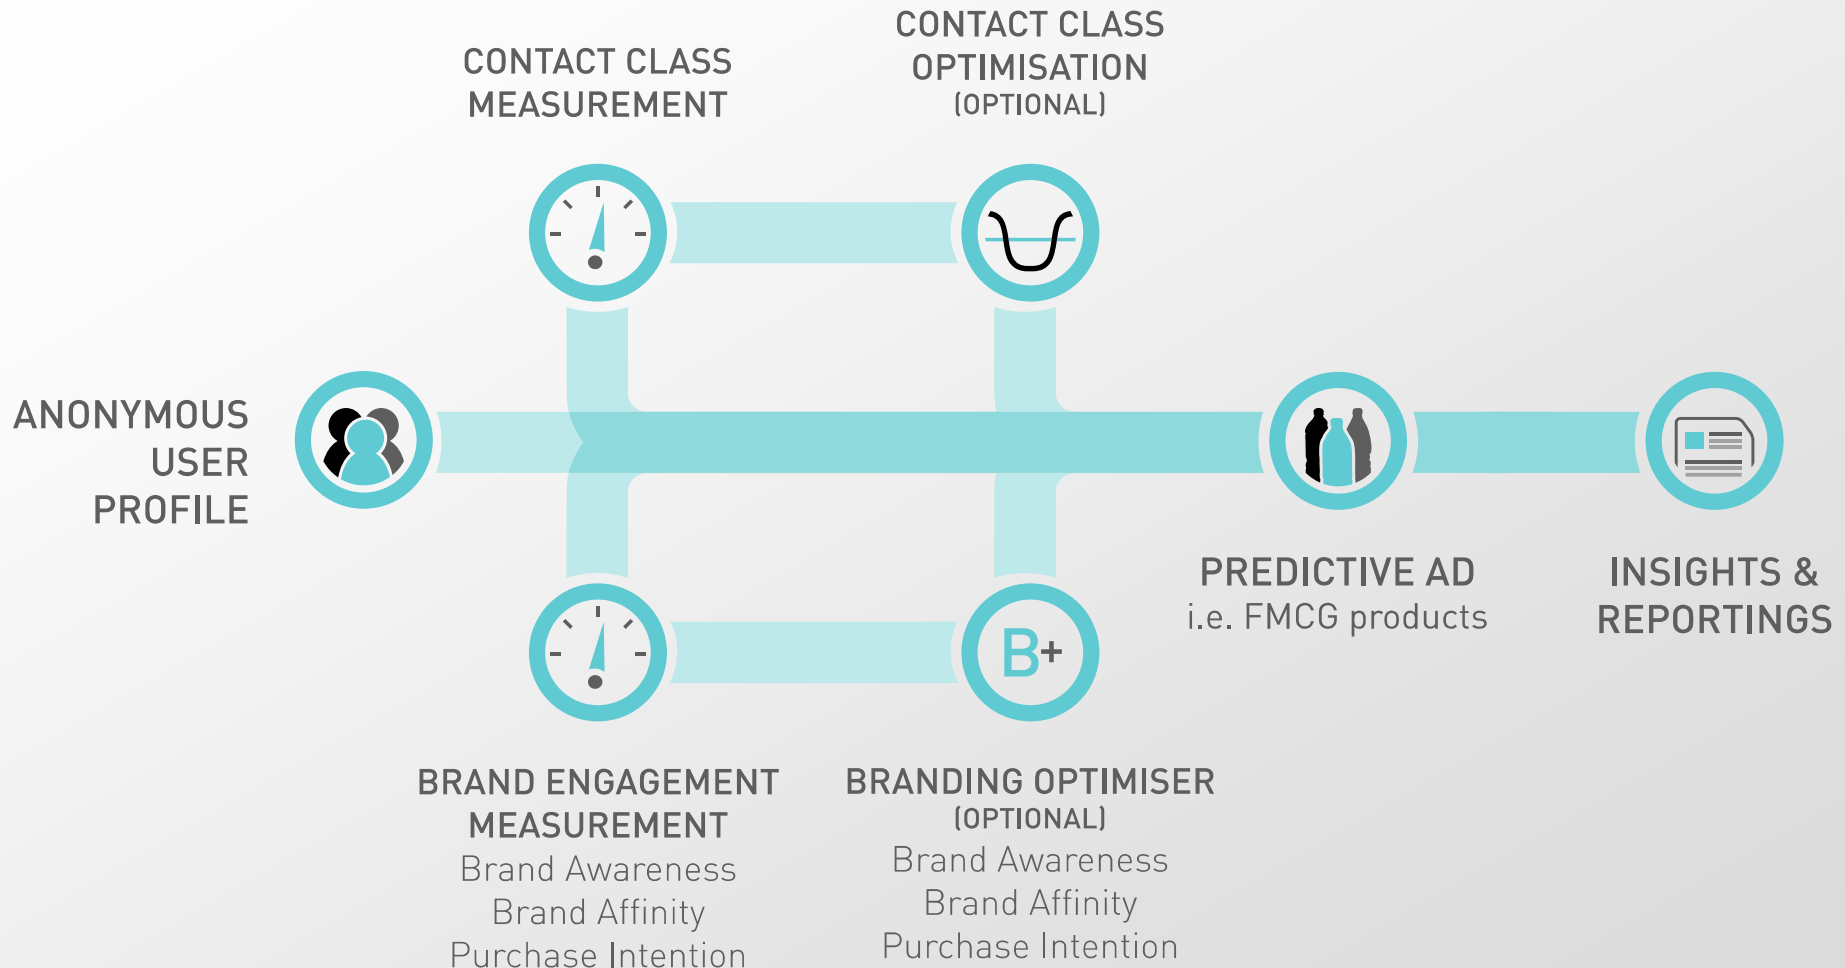 CONTACT CLASS
MEASUREMENT
CONTACT CLASS
OPTIMISATION
(OPTIONAL)
ANONYMOUS
USER
PROFILE
B+
PREDICTIVE AD
i.e. FMCG products
INSIGHTS &
REPORTINGS
BRAND ENGAGEMENT
MEASUREMENT
Brand Awareness
Brand Affinity
Purchase Intention
BRANDING OPTIMISER
(OPTIONAL)
Brand Awareness
Brand Affinity
Purchase Intention